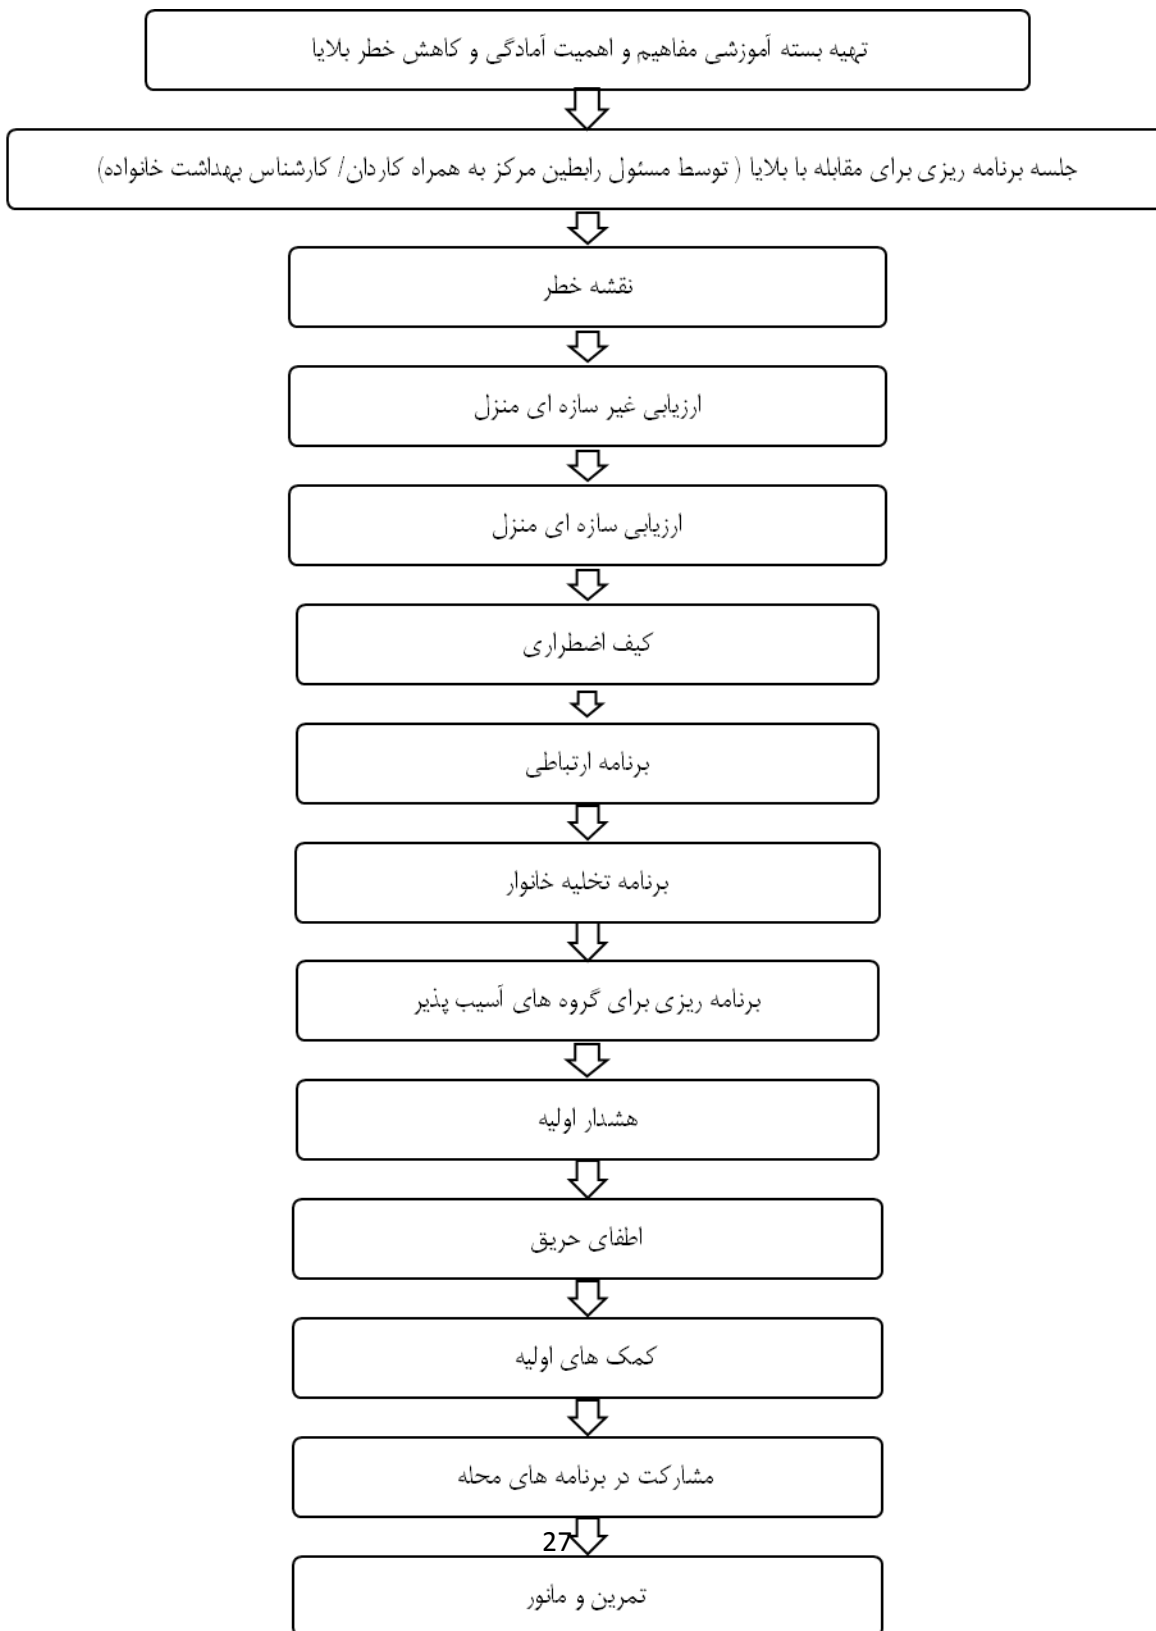 تهیه بسته آموزشی مفاهیم و اهمیت آمادگی و کاهش خطر بلایا
جلسه برنامه ریزی برای مقابله با بلایا ( توسط مسئول رابطین مرکز به همراه کاردان/ کارشناس بهداشت خانواده)
نقشه خطر
ارزیابی غیر سازه ای منزل
ارزیابی سازه ای منزل
کیف اضطراری
برنامه ارتباطی
برنامه تخلیه خانوار
برنامه ریزی برای گروه های آسیب پذیر
هشدار اولیه
اطفای حریق
کمک های اولیه
مشارکت در برنامه های محله
27
تمرین و مانور